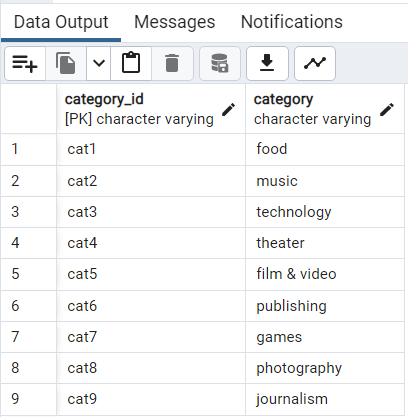 Data Output Messages Notifications
category_id category
[PK] character varying character varying
1 cat1 food
2 cat2 music
3 cat3 technology
4 cat4 theater
5 cat5 film & video
6 cat6 publishing
7 cat7 games
8 cat8 photography
9 cat9 journalism